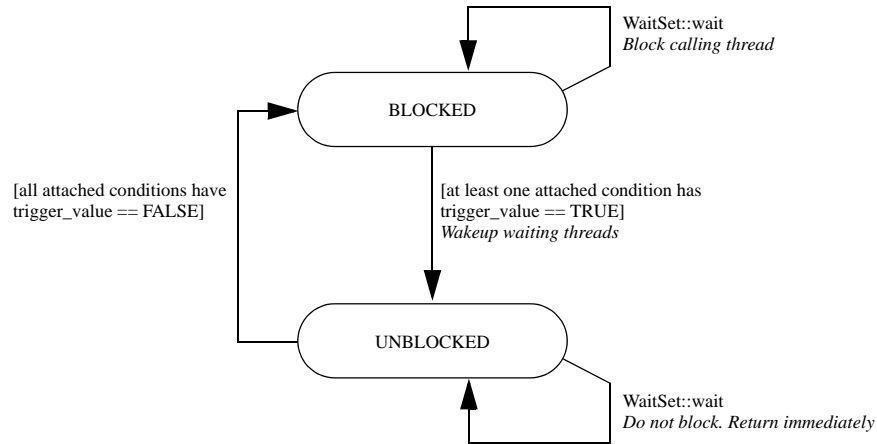 WaitSet::wait
Block calling thread
BLOCKED
[all attached conditions have
trigger_value == FALSE]
[at least one attached condition has
trigger_value == TRUE]
Wakeup waiting threads
UNBLOCKED
WaitSet::wait
Do not block. Return immediately